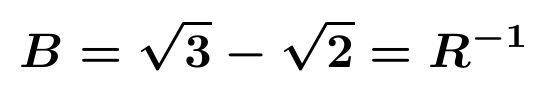 B = √3 − √2 = R⁻¹